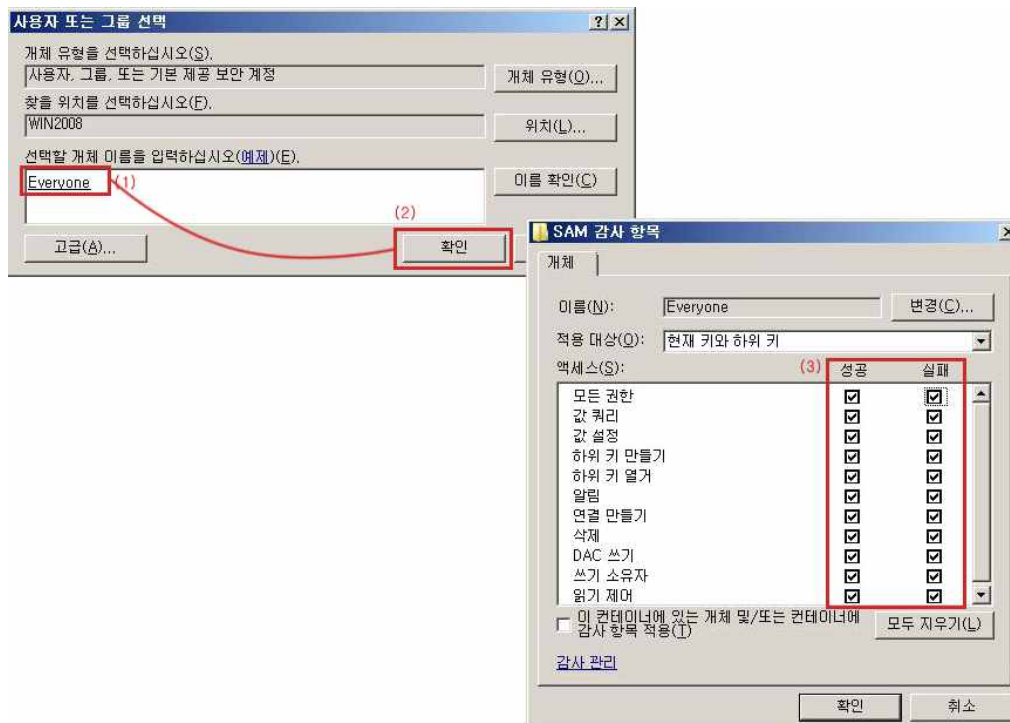 사용자 또는 그룹 선택
개체 유형을 선택하십시오(S).
사용자, 그룹, 또는 기본 제공 보안 계정
개체 유형(O)...
찾을 위치를 선택하십시오(F).
WIN2008
위치(L)...
선택할 개체 이름을 입력하십시오(예제)(E).
Everyone
(1)
이름 확인(C)
(2)
고급(A)...
확인
SAM 감사 항목
개체
이름(N): Everyone 변경(C)...
적용 대상(O): 현재 키와 하위 키
액세스(S): (3) 성공 실패
모든 권한
값 쿼리
값 설정
하위 키 만들기
하위 키 열거
알림
연결 만들기
삭제
DAC 쓰기
쓰기 소유자
읽기 제어
이 컨테이너에 있는 개체 및/또는 컨테이너에
감사 항목 적용(T)
모두 지우기(L)
감사 관리
확인 취소